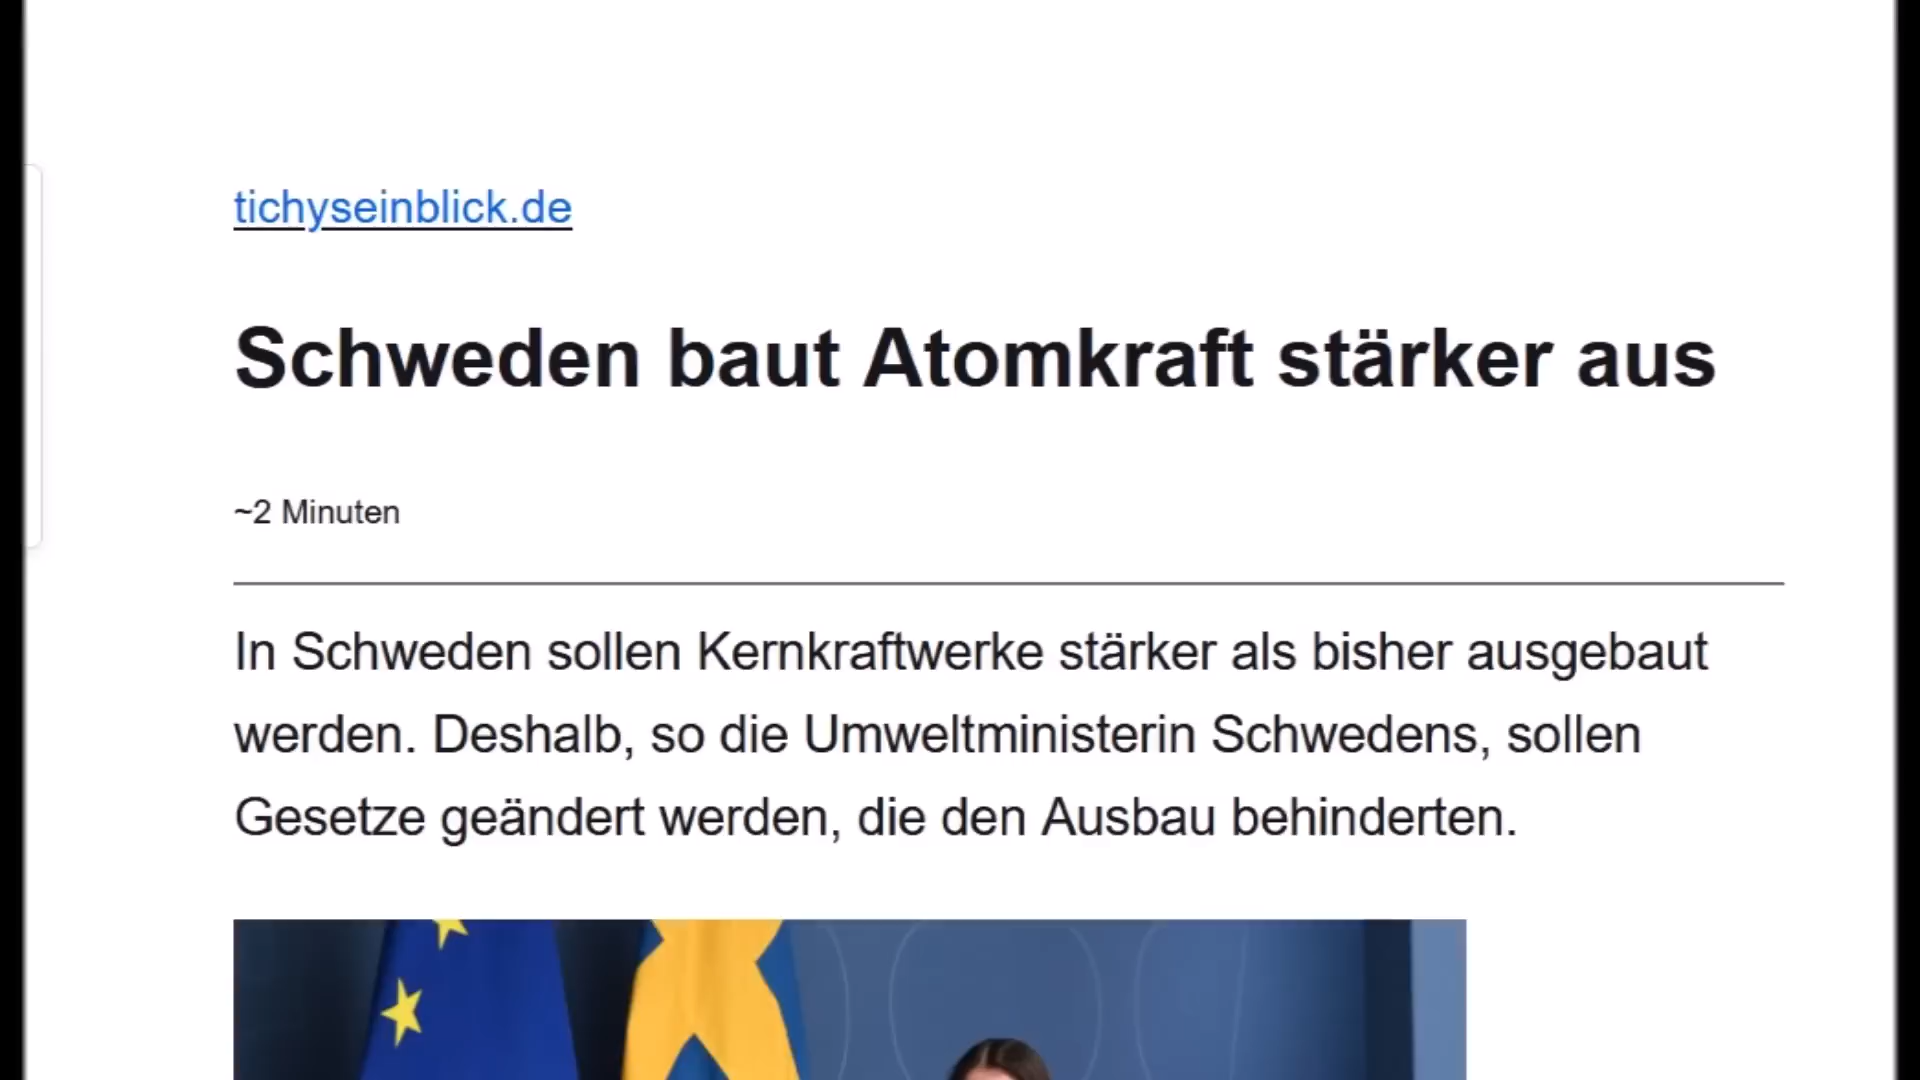 tichyseinblick.de
Schweden baut Atomkraft stärker aus
~2 Minuten
In Schweden sollen Kernkraftwerke stärker als bisher ausgebaut
werden. Deshalb, so die Umweltministerin Schwedens, sollen
Gesetze geändert werden, die den Ausbau behinderten.